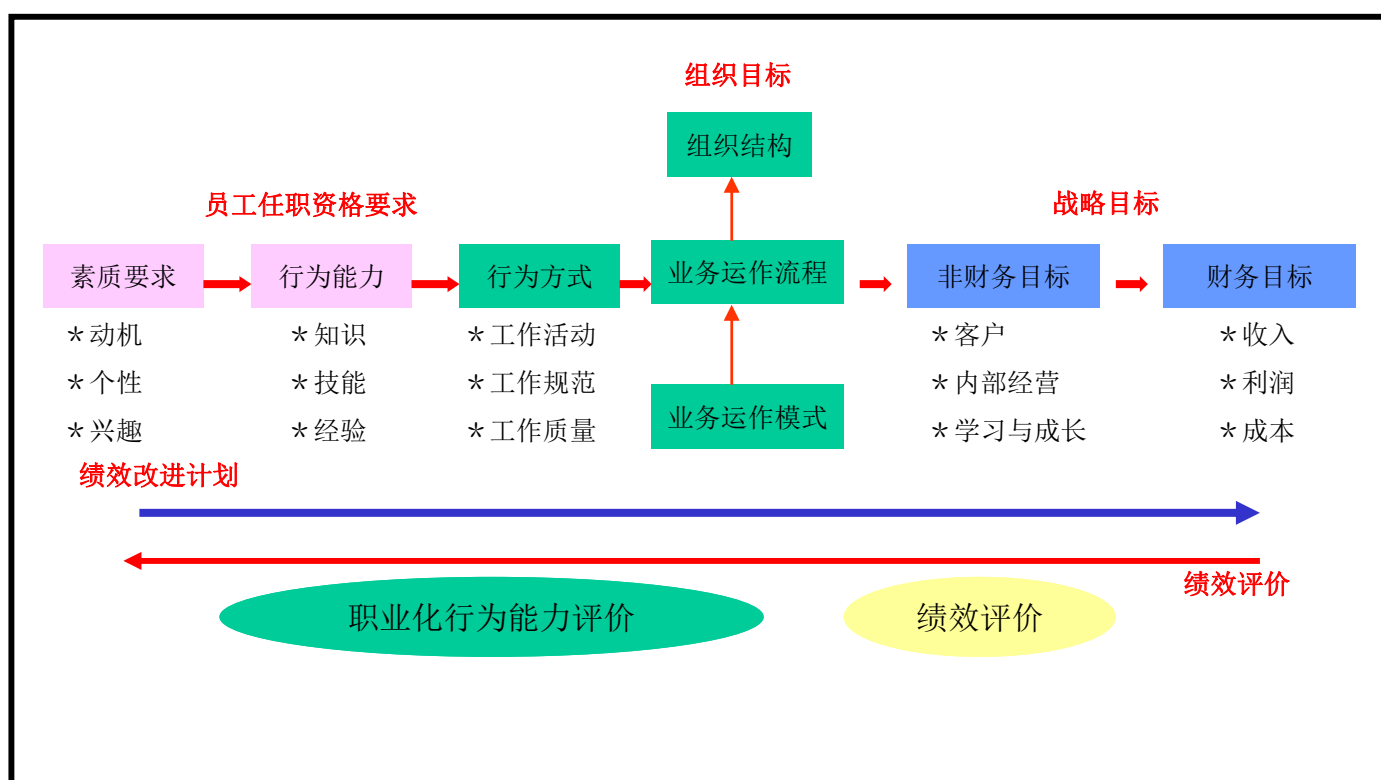 组织目标
组织结构
员工任职资格要求
战略目标
素质要求
行为能力
行为方式
业务运作流程
非财务目标
财务目标
＊动机
＊知识
＊工作活动
＊客户
＊收入
＊个性
＊技能
＊工作规范
＊内部经营
＊利润
＊兴趣
＊经验
＊工作质量
业务运作模式
＊学习与成长
＊成本
绩效改进计划
绩效评价
职业化行为能力评价
绩效评价